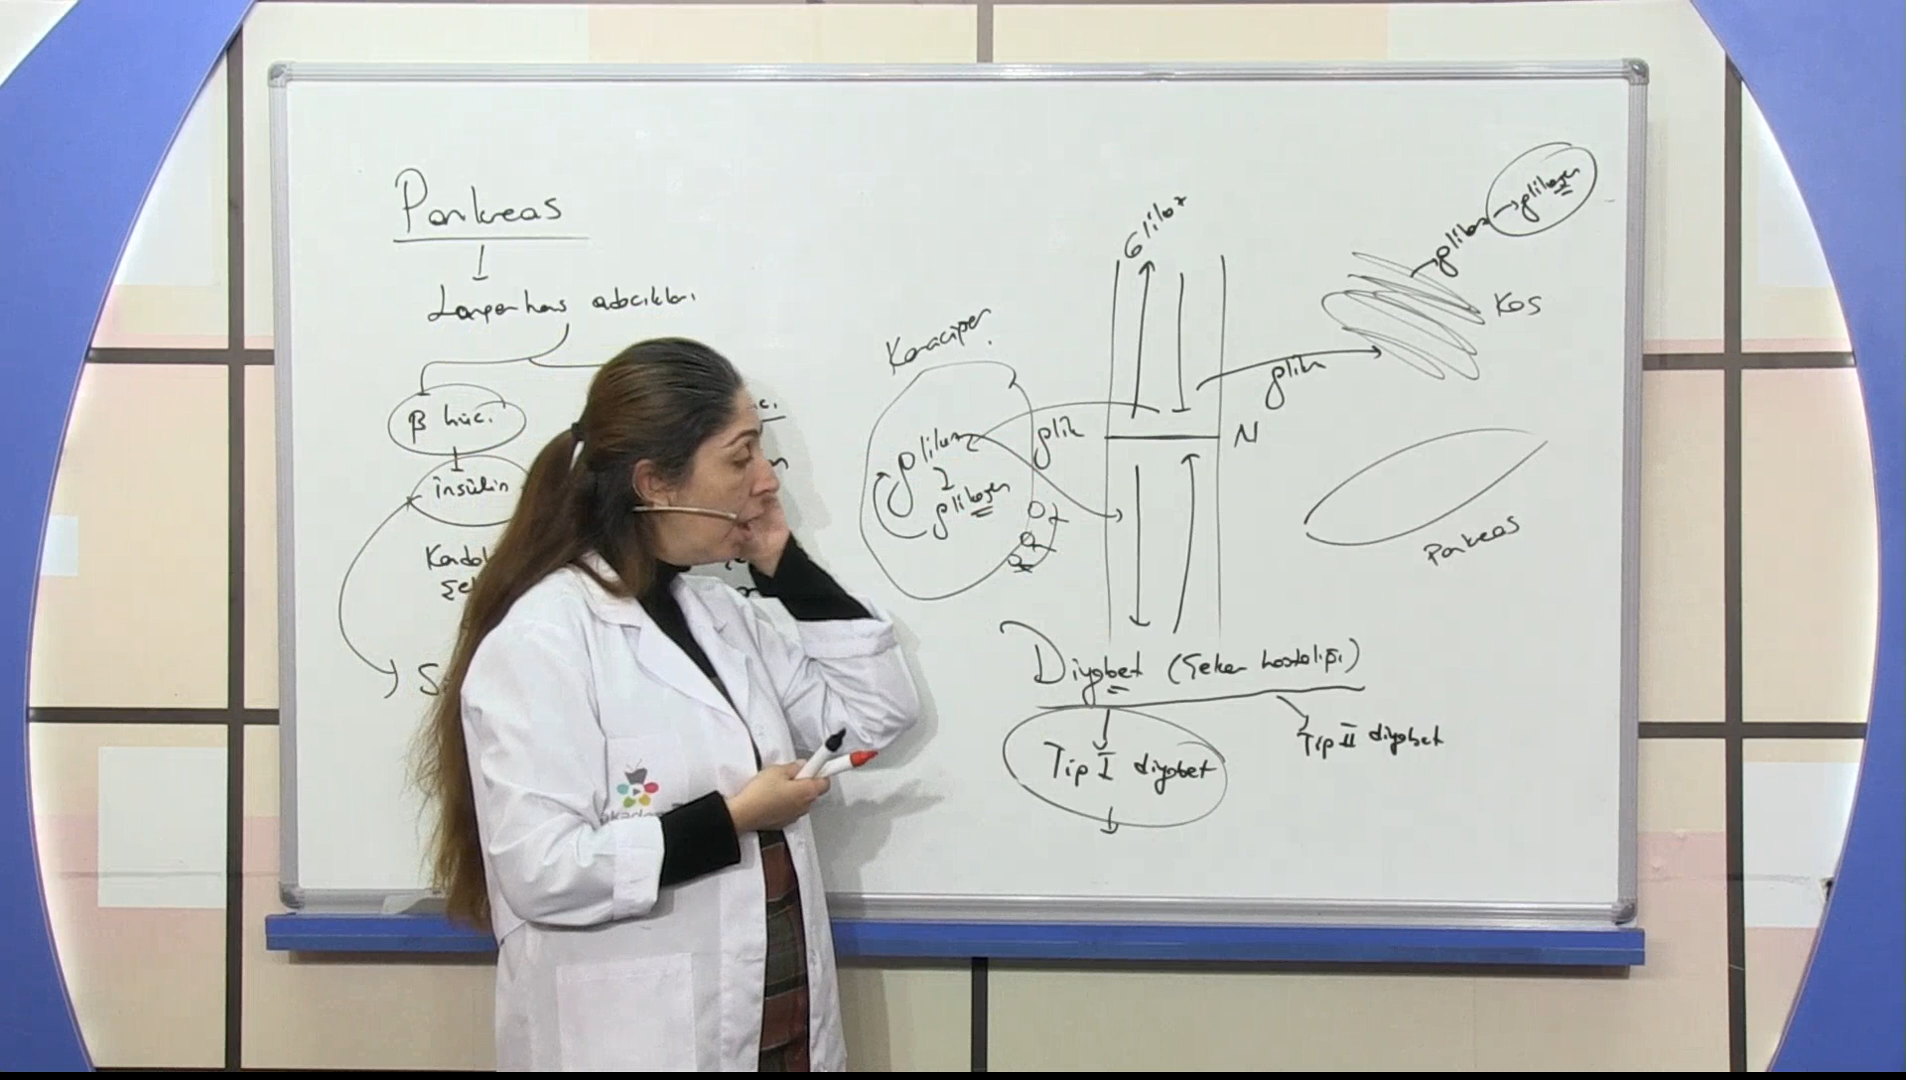 Pankreas
Langerhans adacıkları
β hüc.
insülin
Glikoz
Karaciğer
glikoz
glikojen
glik
N
glik
glikoz → glikojen
Kas
Pankreas
Diyabet (Şeker hastalığı)
Tip I diyabet
Tip II diyabet